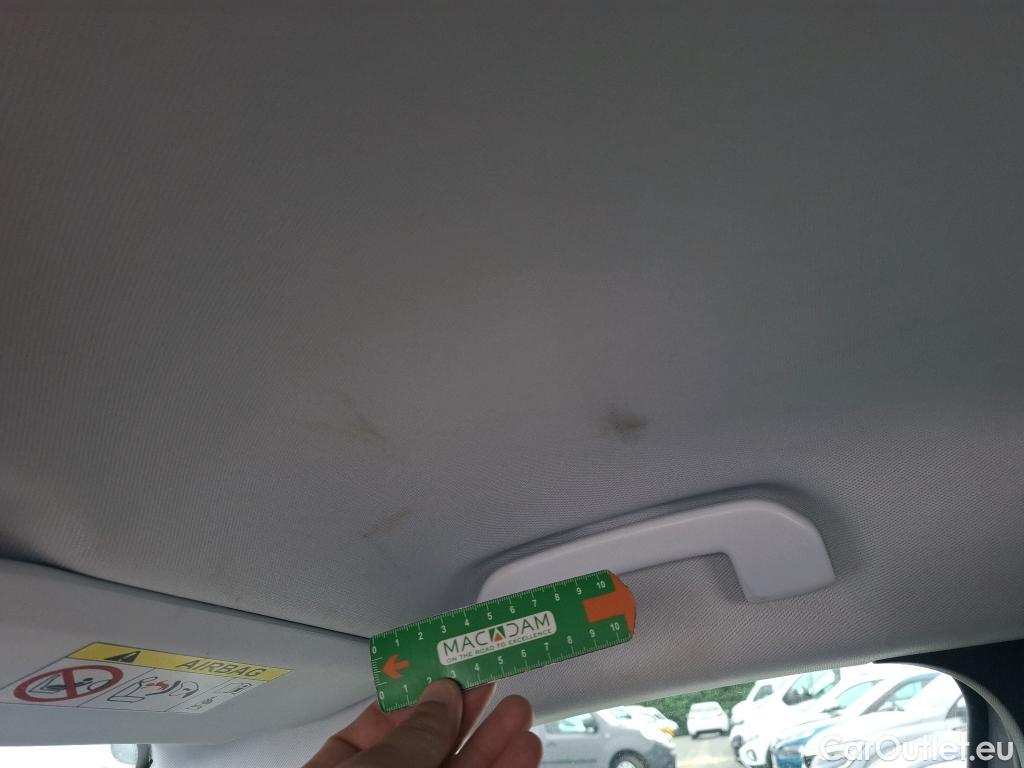 AIRBAG
0 1 2 3 4 5 6 7 8 9 10
MACADAM
ON THE ROAD TO EXCELLENCE
0 1 2 4 5 6 7 8 9 10
CarOutlet.eu